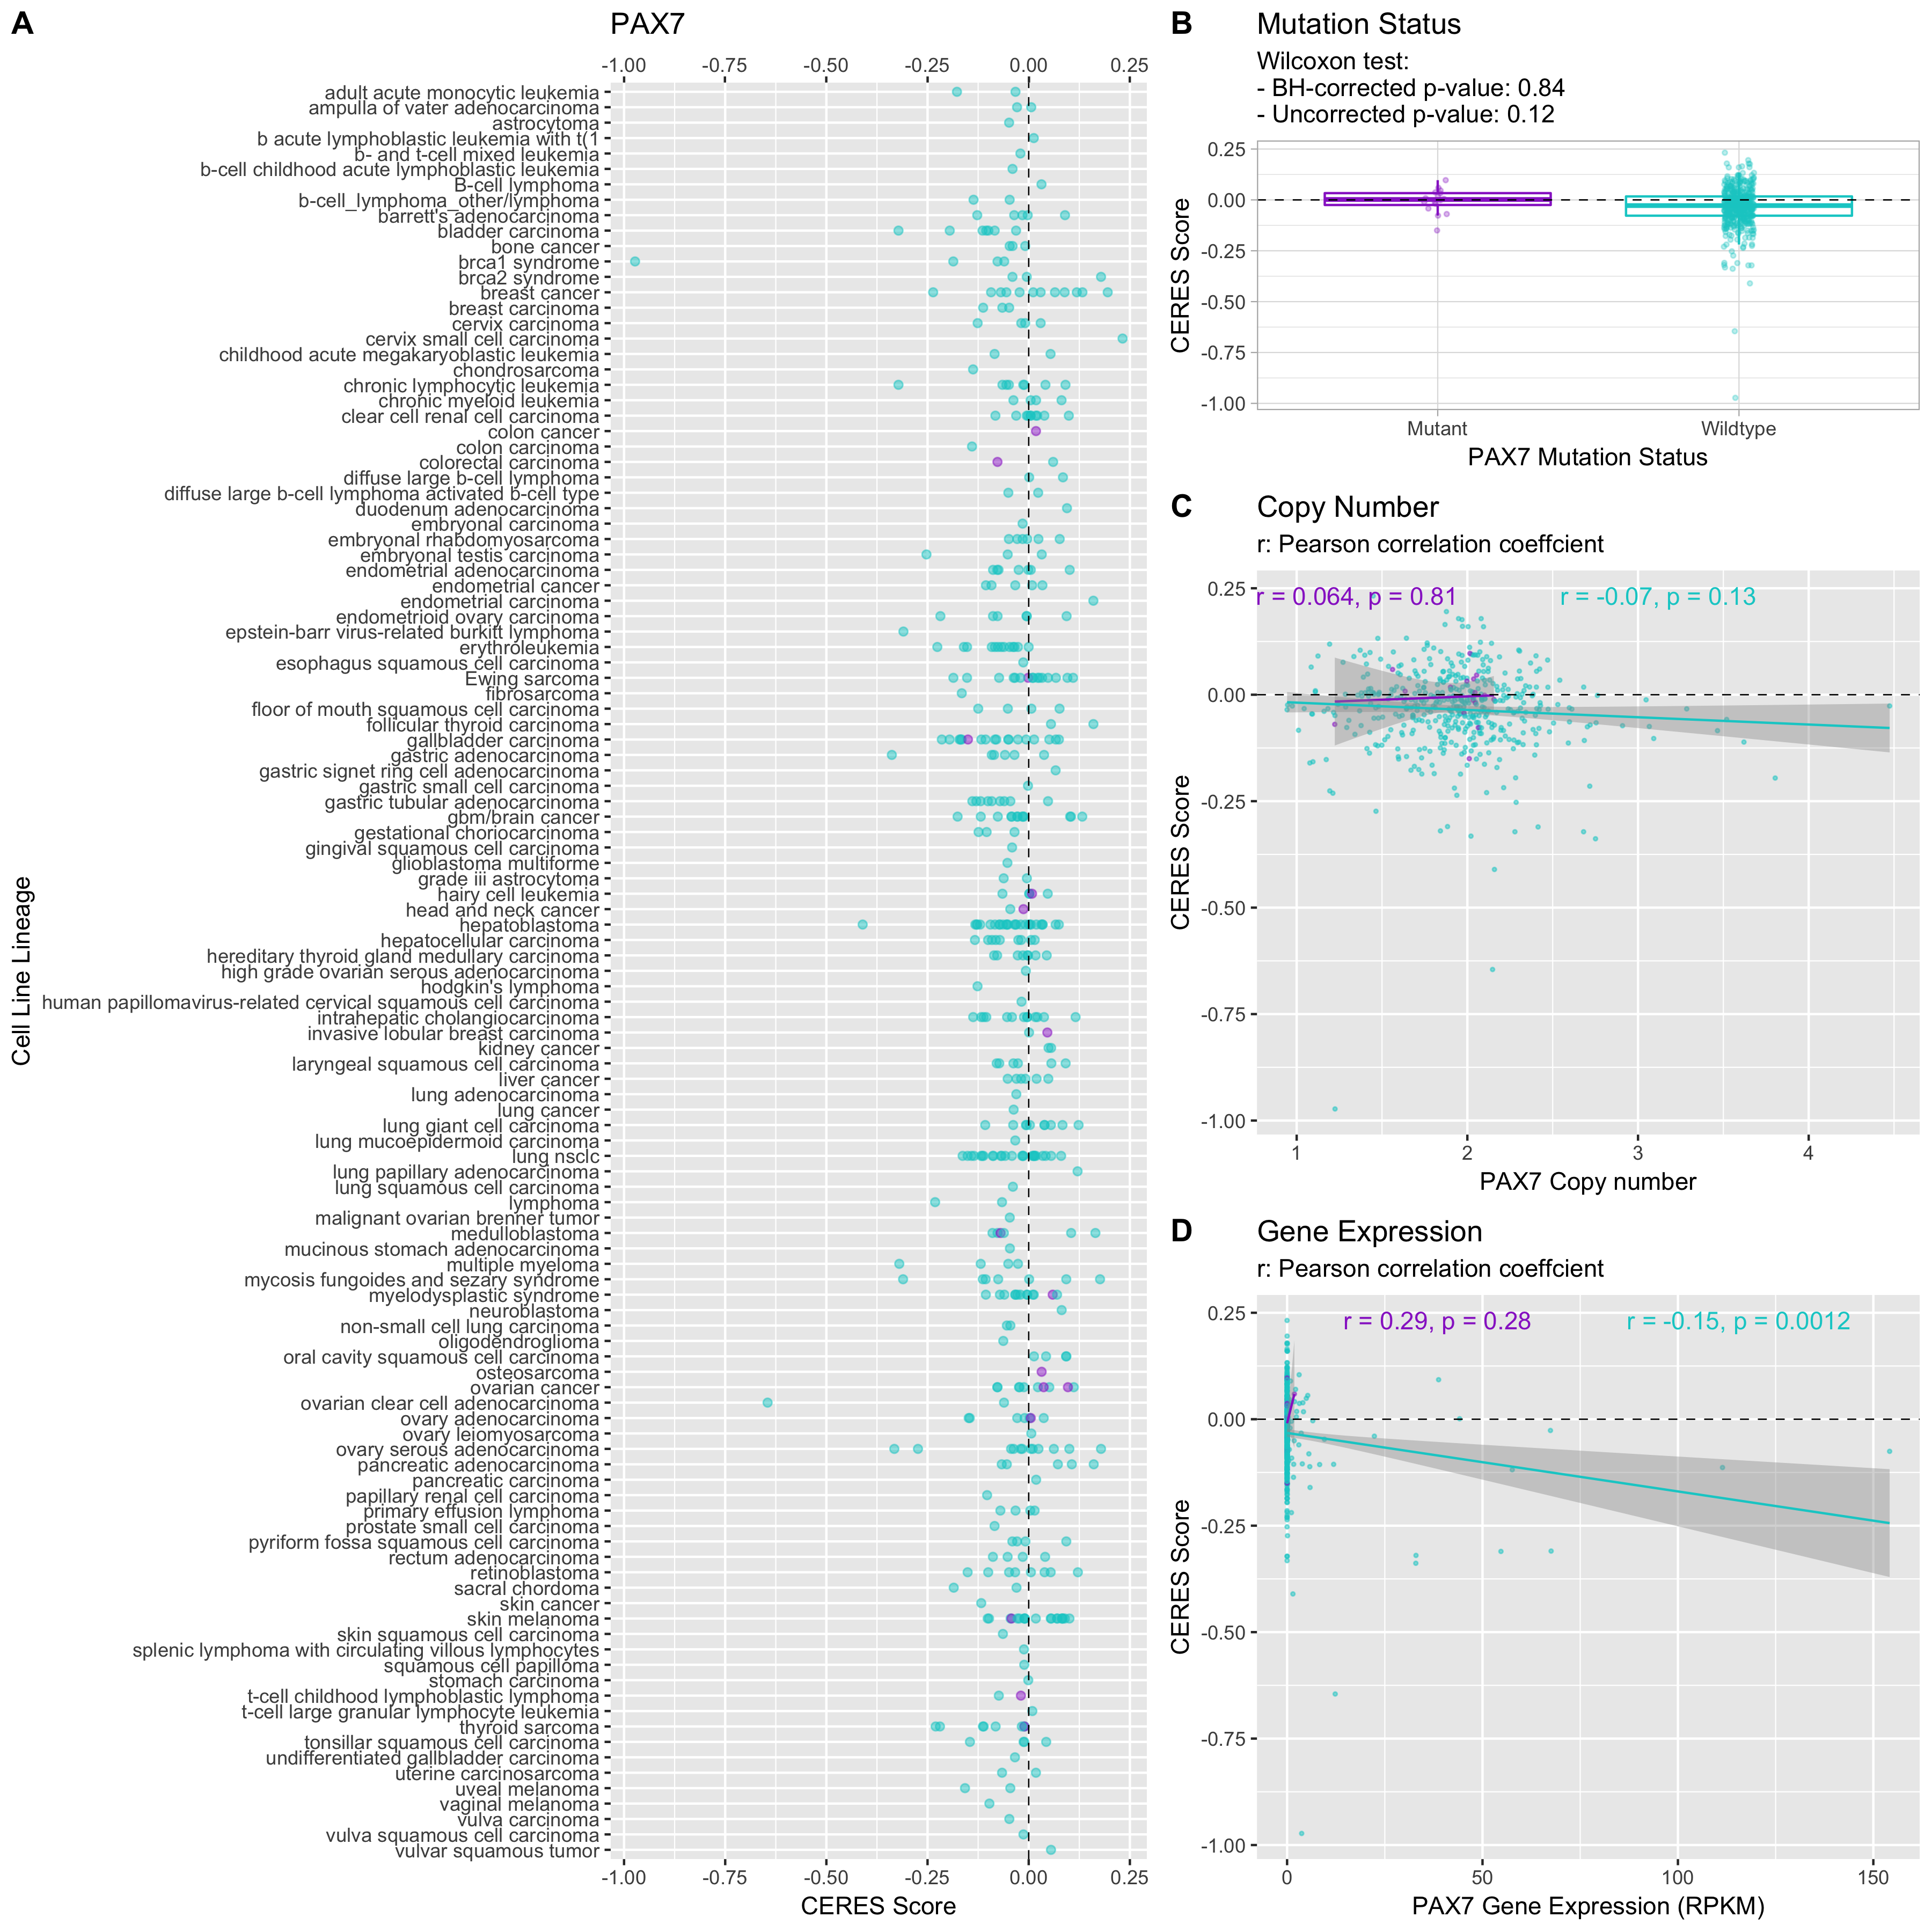 A
PAX7
-1.00 -0.75 -0.50 -0.25 0.00 0.25
adult acute monocytic leukemia
ampulla of vater adenocarcinoma
astrocytoma
b acute lymphoblastic leukemia with t(1
b- and t-cell mixed leukemia
b-cell childhood acute lymphoblastic leukemia
B-cell lymphoma
b-cell_lymphoma_other/lymphoma
barrett's adenocarcinoma
bladder carcinoma
bone cancer
brca1 syndrome
brca2 syndrome
breast cancer
breast carcinoma
cervix carcinoma
cervix small cell carcinoma
childhood acute megakaryoblastic leukemia
chondrosarcoma
chronic lymphocytic leukemia
chronic myeloid leukemia
clear cell renal cell carcinoma
colon cancer
colon carcinoma
colorectal carcinoma
diffuse large b-cell lymphoma
diffuse large b-cell lymphoma activated b-cell type
duodenum adenocarcinoma
embryonal carcinoma
embryonal rhabdomyosarcoma
embryonal testis carcinoma
endometrial adenocarcinoma
endometrial cancer
endometrial carcinoma
endometrioid ovary carcinoma
epstein-barr virus-related burkitt lymphoma
erythroleukemia
esophagus squamous cell carcinoma
Ewing sarcoma
fibrosarcoma
floor of mouth squamous cell carcinoma
follicular thyroid carcinoma
gallbladder carcinoma
gastric adenocarcinoma
gastric signet ring cell adenocarcinoma
gastric small cell carcinoma
gastric tubular adenocarcinoma
gbm/brain cancer
gestational choriocarcinoma
gingival squamous cell carcinoma
glioblastoma multiforme
grade iii astrocytoma
hairy cell leukemia
head and neck cancer
hepatoblastoma
hepatocellular carcinoma
hereditary thyroid gland medullary carcinoma
high grade ovarian serous adenocarcinoma
hodgkin's lymphoma
human papillomavirus-related cervical squamous cell carcinoma
intrahepatic cholangiocarcinoma
invasive lobular breast carcinoma
kidney cancer
laryngeal squamous cell carcinoma
liver cancer
lung adenocarcinoma
lung cancer
lung giant cell carcinoma
lung mucoepidermoid carcinoma
lung nsclc
lung papillary adenocarcinoma
lung squamous cell carcinoma
lymphoma
malignant ovarian brenner tumor
medulloblastoma
mucinous stomach adenocarcinoma
multiple myeloma
mycosis fungoides and sezary syndrome
myelodysplastic syndrome
neuroblastoma
non-small cell lung carcinoma
oligodendroglioma
oral cavity squamous cell carcinoma
osteosarcoma
ovarian cancer
ovarian clear cell adenocarcinoma
ovary adenocarcinoma
ovary leiomyosarcoma
ovary serous adenocarcinoma
pancreatic adenocarcinoma
pancreatic carcinoma
papillary renal cell carcinoma
primary effusion lymphoma
prostate small cell carcinoma
pyriform fossa squamous cell carcinoma
rectum adenocarcinoma
retinoblastoma
sacral chordoma
skin cancer
skin melanoma
skin squamous cell carcinoma
splenic lymphoma with circulating villous lymphocytes
squamous cell papilloma
stomach carcinoma
t-cell childhood lymphoblastic lymphoma
t-cell large granular lymphocyte leukemia
thyroid sarcoma
tonsillar squamous cell carcinoma
undifferentiated gallbladder carcinoma
uterine carcinosarcoma
uveal melanoma
vaginal melanoma
vulva carcinoma
vulva squamous cell carcinoma
vulvar squamous tumor
-1.00 -0.75 -0.50 -0.25 0.00 0.25
CERES Score
Cell Line Lineage
B
Mutation Status
Wilcoxon test:
- BH-corrected p-value: 0.84
- Uncorrected p-value: 0.12
0.25
0.00
-0.25
-0.50
-0.75
-1.00
CERES Score
Mutant Wildtype
PAX7 Mutation Status
C
Copy Number
r: Pearson correlation coeffcient
r = 0.064, p = 0.81 r = -0.07, p = 0.13
0.25
0.00
-0.25
-0.50
-0.75
-1.00
CERES Score
1 2 3 4
PAX7 Copy number
D
Gene Expression
r: Pearson correlation coeffcient
r = 0.29, p = 0.28 r = -0.15, p = 0.0012
0.25
0.00
-0.25
-0.50
-0.75
-1.00
CERES Score
0 50 100 150
PAX7 Gene Expression (RPKM)